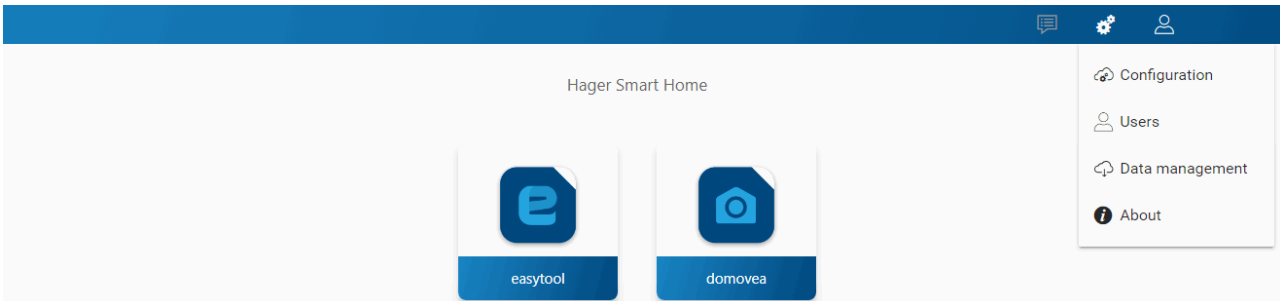 Hager Smart Home
easytool
domovea
Configuration
Users
Data management
About